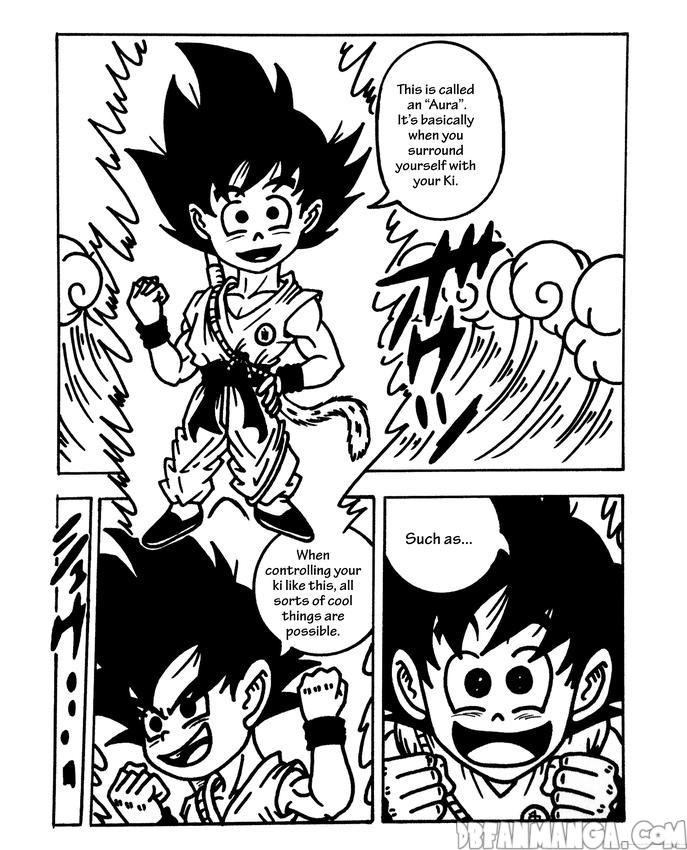 This is called
an “Aura”.
It’s basically
when you
surround
yourself with
your Ki.
When
controlling your
ki like this, all
sorts of cool
things are
possible.
Such as...
DBFANMANGA.COM